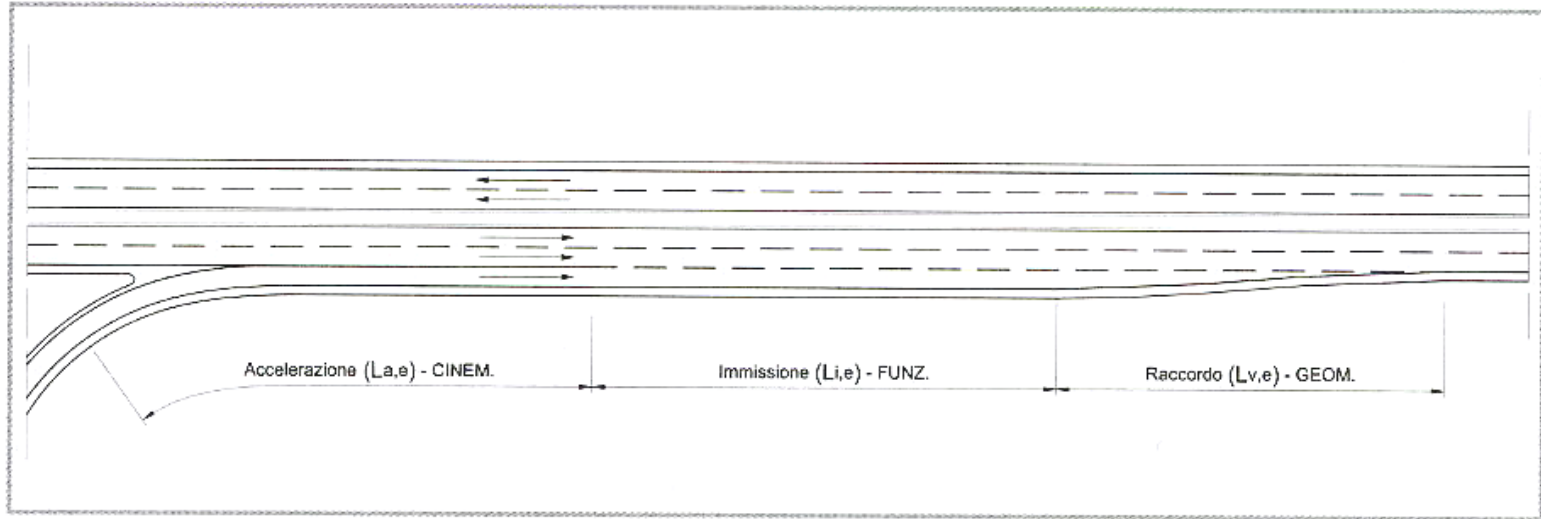 Accelerazione (La,e) - CINEM.
Immissione (Li,e) - FUNZ.
Raccordo (Lv,e) - GEOM.